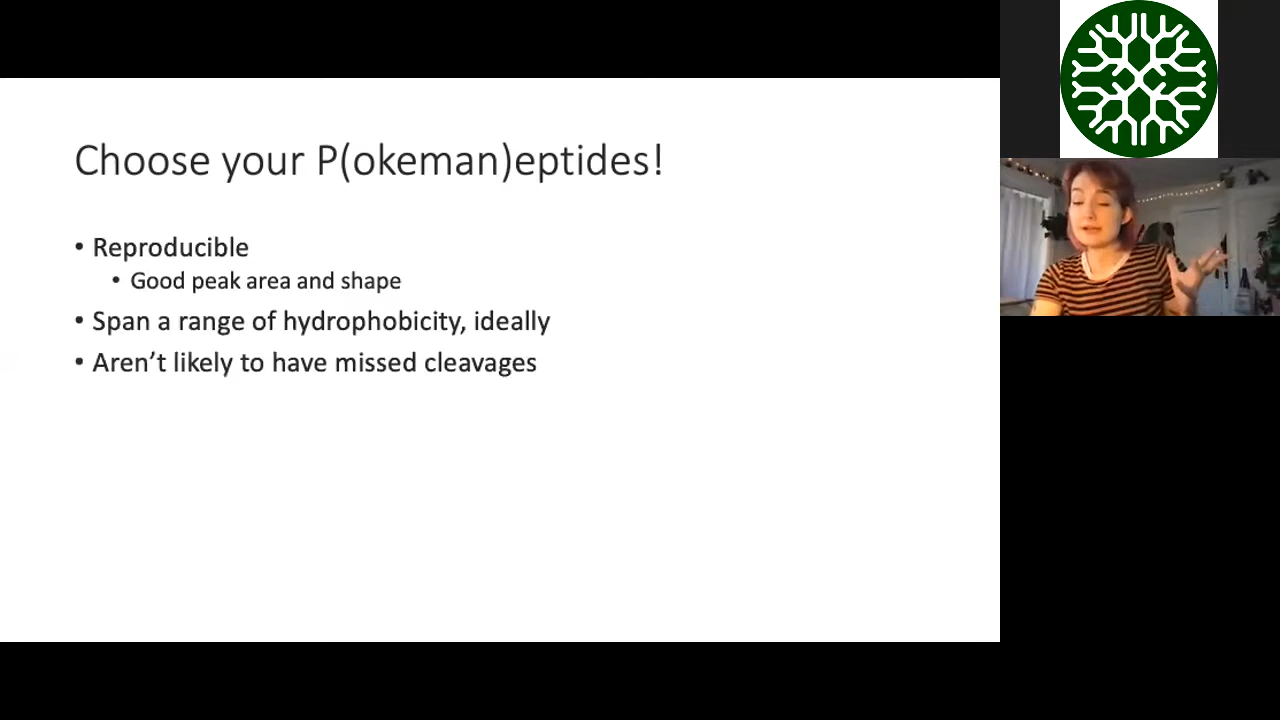 Choose your P(okeman)eptides!
• Reproducible
• Good peak area and shape
• Span a range of hydrophobicity, ideally
• Aren’t likely to have missed cleavages